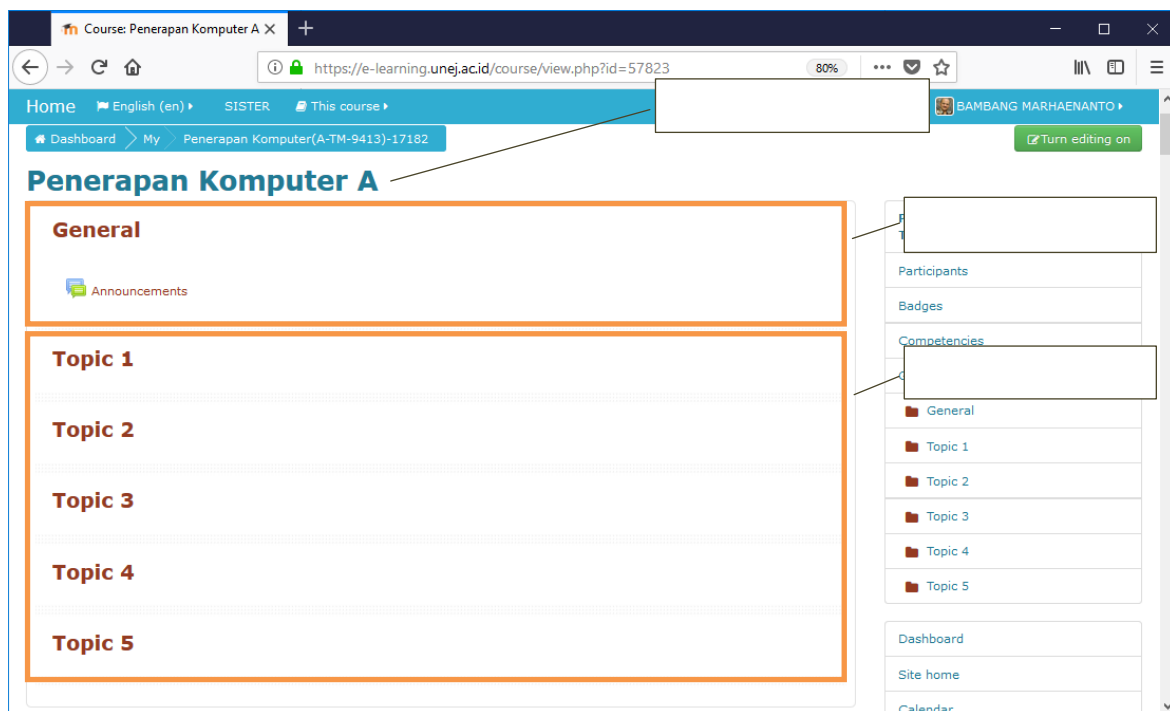 Course: Penerapan Komputer A
https://e-learning.unej.ac.id/course/view.php?id=57823
80%
Home
English (en)
SISTER
This course
BAMBANG MARHAENANTO
Dashboard
My
Penerapan Komputer(A-TM-9413)-17182
Turn editing on
Penerapan Komputer A
General
Announcements
Topic 1
Topic 2
Topic 3
Topic 4
Topic 5
Participants
Badges
Competencies
General
Topic 1
Topic 2
Topic 3
Topic 4
Topic 5
Dashboard
Site home
Calendar